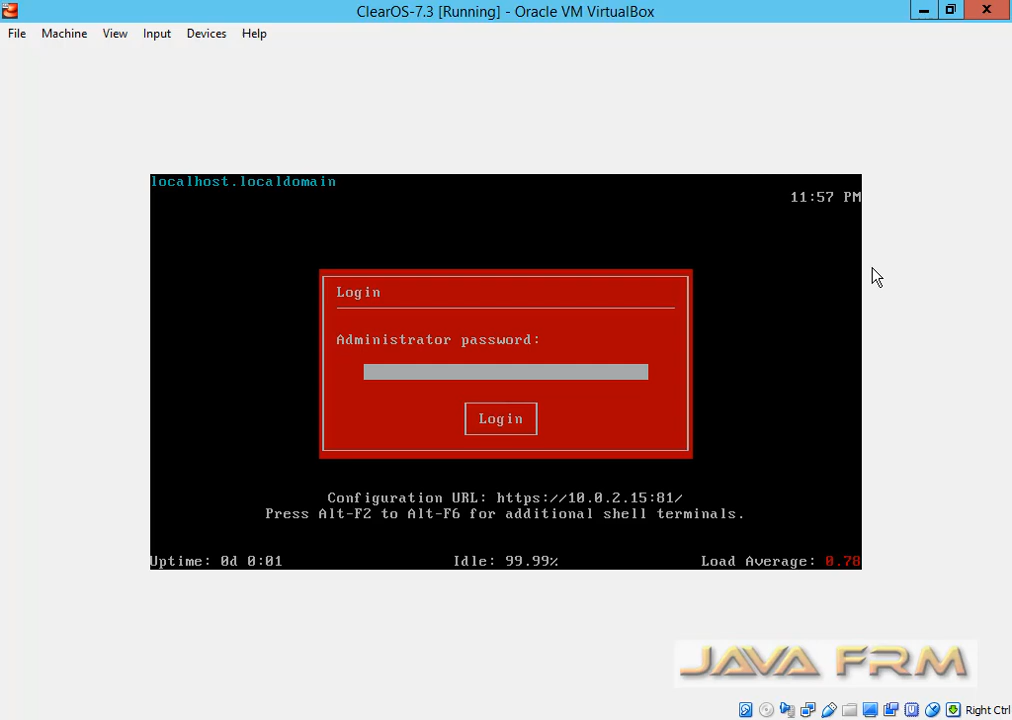 ClearOS-7.3 [Running] - Oracle VM VirtualBox
File Machine View Input Devices Help
localhost.localdomain
11:57 PM
Login
Administrator password:
Login
Configuration URL: https://10.0.2.15:81/
Press Alt-F2 to Alt-F6 for additional shell terminals.
Uptime: 0d 0:01 Idle: 99.99% Load Average: 0.78
JAVA FRM
Right Ctrl